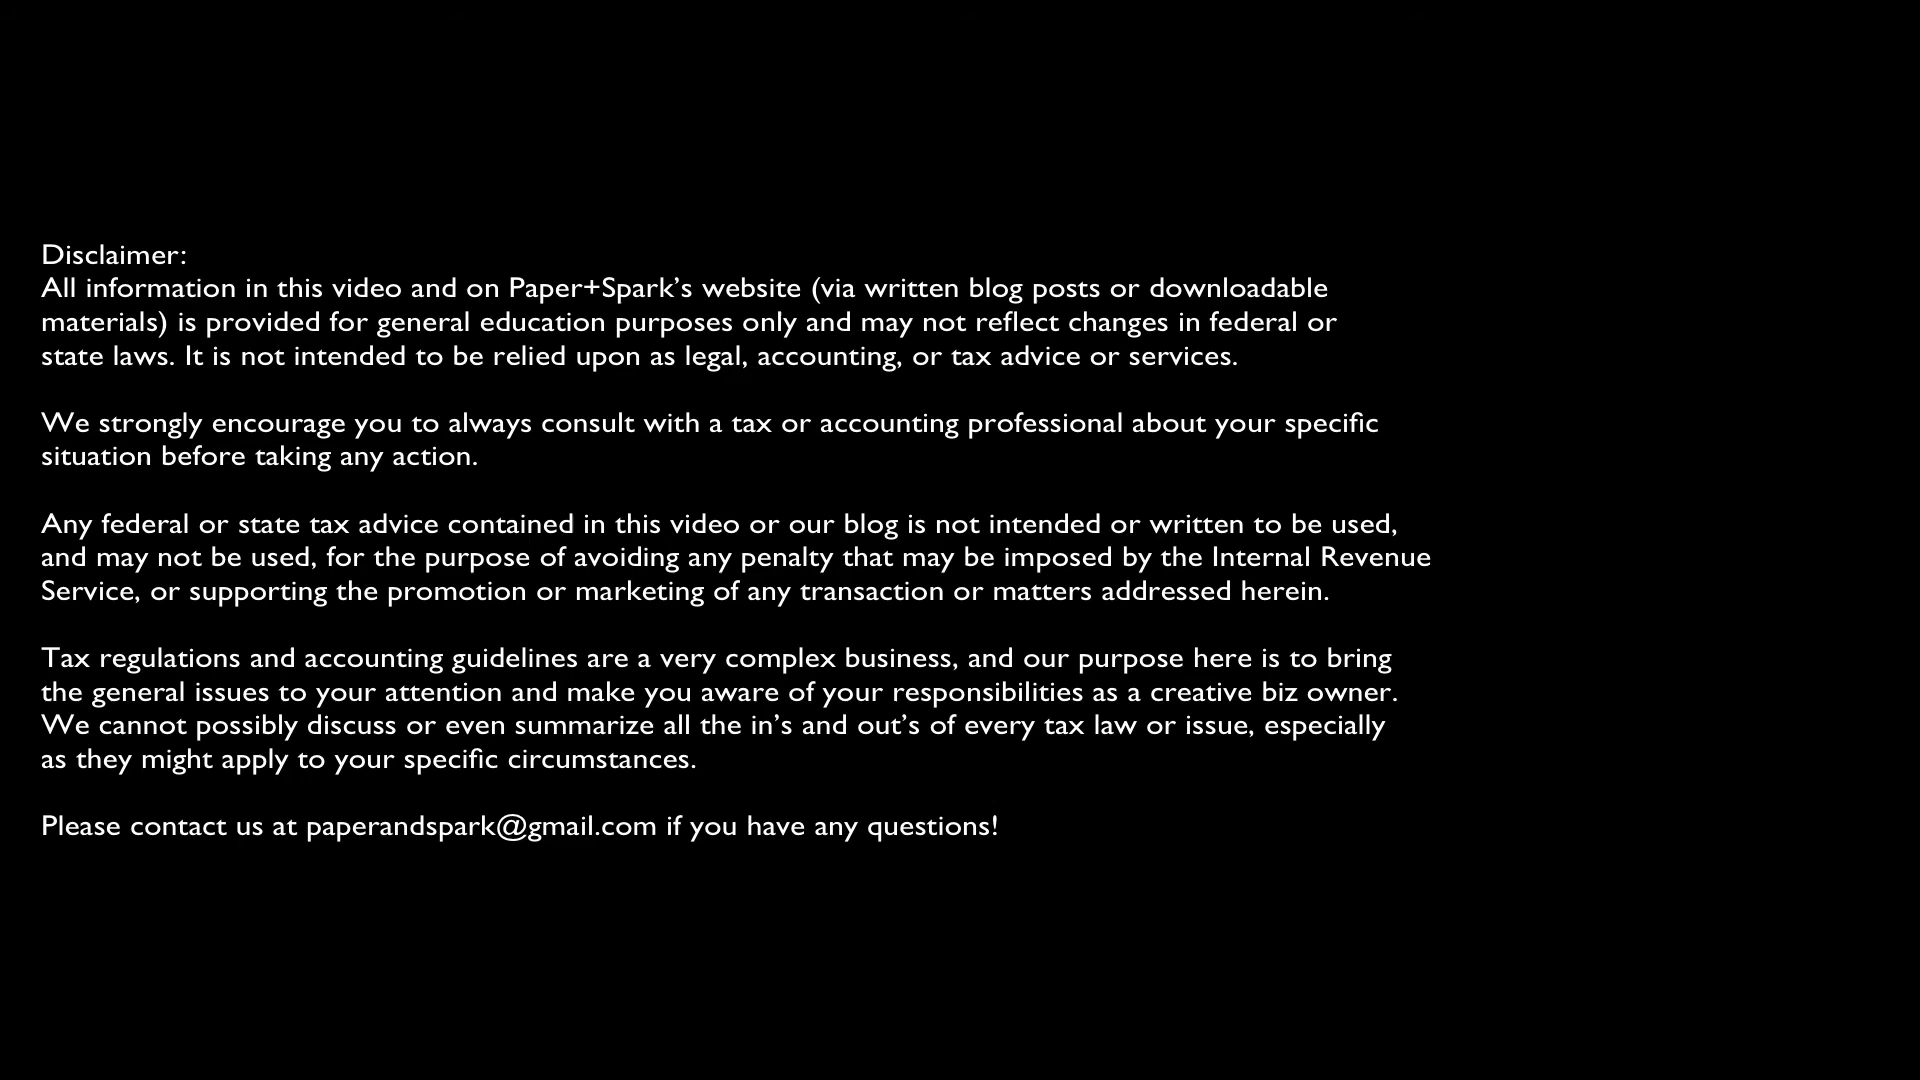 Disclaimer:
All information in this video and on Paper+Spark’s website (via written blog posts or downloadable
materials) is provided for general education purposes only and may not reflect changes in federal or
state laws. It is not intended to be relied upon as legal, accounting, or tax advice or services.
We strongly encourage you to always consult with a tax or accounting professional about your specific
situation before taking any action.
Any federal or state tax advice contained in this video or our blog is not intended or written to be used,
and may not be used, for the purpose of avoiding any penalty that may be imposed by the Internal Revenue
Service, or supporting the promotion or marketing of any transaction or matters addressed herein.
Tax regulations and accounting guidelines are a very complex business, and our purpose here is to bring
the general issues to your attention and make you aware of your responsibilities as a creative biz owner.
We cannot possibly discuss or even summarize all the in’s and out’s of every tax law or issue, especially
as they might apply to your specific circumstances.
Please contact us at paperandspark@gmail.com if you have any questions!